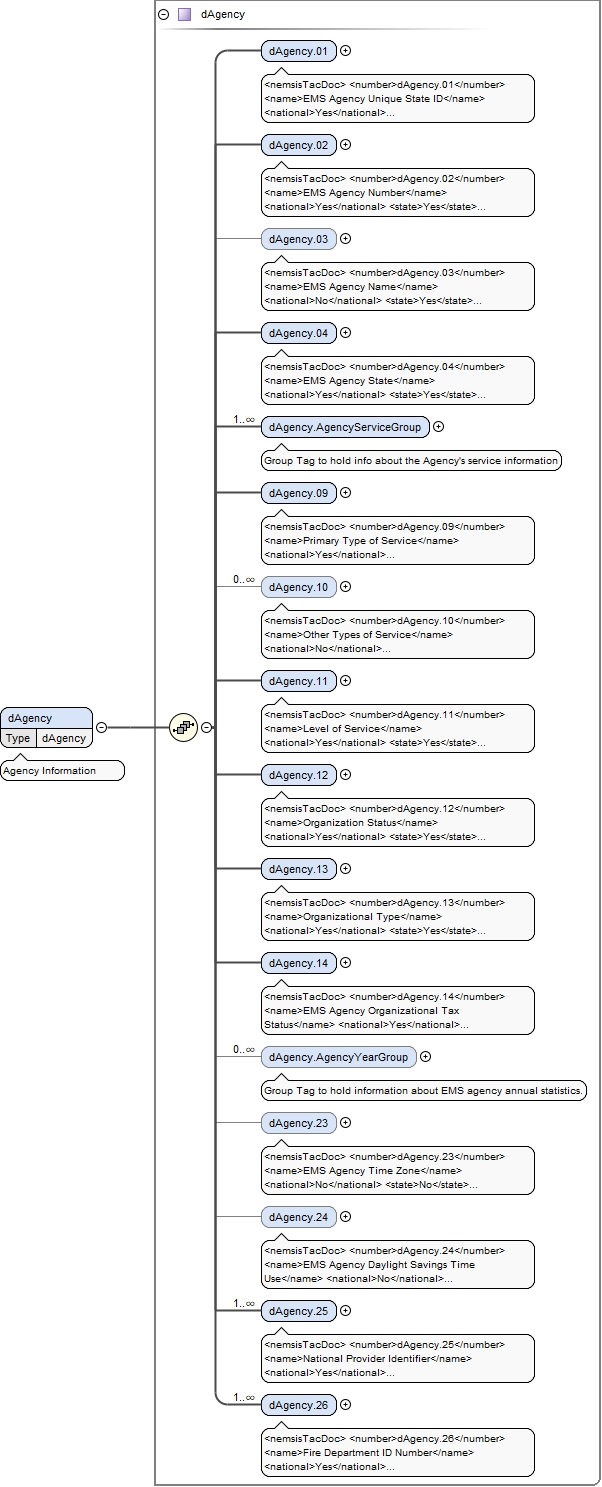 dAgency
dAgency.01
<nemsisTacDoc> <number>dAgency.01</number>
<name>EMS Agency Unique State ID</name>
<national>Yes</national>...
dAgency.02
<nemsisTacDoc> <number>dAgency.02</number>
<name>EMS Agency Number</name>
<national>Yes</national> <state>Yes</state>...
dAgency.03
<nemsisTacDoc> <number>dAgency.03</number>
<name>EMS Agency Name</name>
<national>No</national> <state>Yes</state>...
dAgency.04
<nemsisTacDoc> <number>dAgency.04</number>
<name>EMS Agency State</name>
<national>Yes</national> <state>Yes</state>...
1..∞
dAgency.AgencyServiceGroup
Group Tag to hold info about the Agency's service information
dAgency.09
<nemsisTacDoc> <number>dAgency.09</number>
<name>Primary Type of Service</name>
<national>Yes</national>...
0..∞
dAgency.10
<nemsisTacDoc> <number>dAgency.10</number>
<name>Other Types of Service</name>
<national>No</national>...
dAgency.11
<nemsisTacDoc> <number>dAgency.11</number>
<name>Level of Service</name>
<national>Yes</national> <state>Yes</state>...
dAgency
Type dAgency
Agency Information
dAgency.12
<nemsisTacDoc> <number>dAgency.12</number>
<name>Organization Status</name>
<national>Yes</national> <state>Yes</state>...
dAgency.13
<nemsisTacDoc> <number>dAgency.13</number>
<name>Organizational Type</name>
<national>Yes</national> <state>Yes</state>...
dAgency.14
<nemsisTacDoc> <number>dAgency.14</number>
<name>EMS Agency Organizational Tax
Status</name> <national>Yes</national>...
0..∞
dAgency.AgencyYearGroup
Group Tag to hold information about EMS agency annual statistics.
dAgency.23
<nemsisTacDoc> <number>dAgency.23</number>
<name>EMS Agency Time Zone</name>
<national>No</national> <state>No</state>...
dAgency.24
<nemsisTacDoc> <number>dAgency.24</number>
<name>EMS Agency Daylight Savings Time
Use</name> <national>No</national>...
1..∞
dAgency.25
<nemsisTacDoc> <number>dAgency.25</number>
<name>National Provider Identifier</name>
<national>Yes</national>...
1..∞
dAgency.26
<nemsisTacDoc> <number>dAgency.26</number>
<name>Fire Department ID Number</name>
<national>Yes</national>...